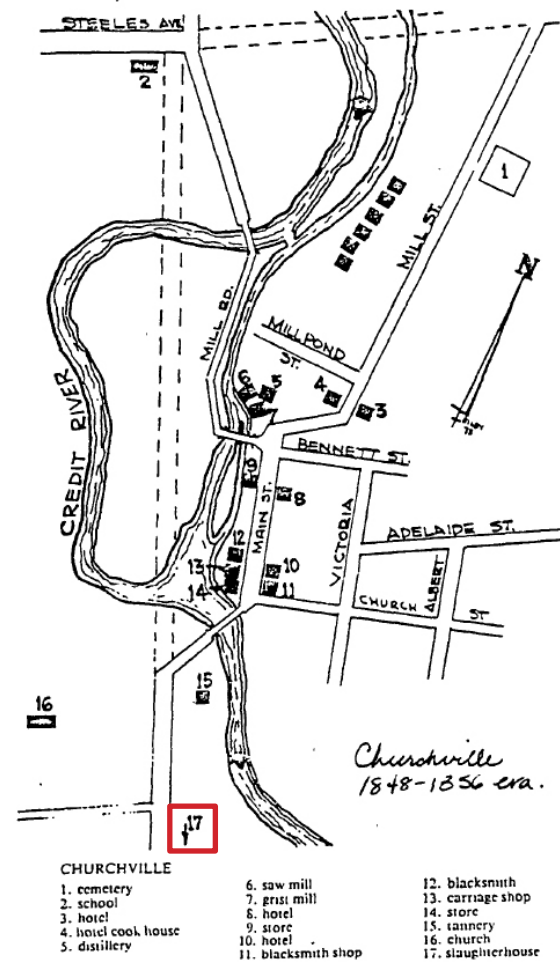 STEELES AVE
2
1
MILL ST.
N
MILL RD.
MILLPOND
ST.
CREDIT RIVER
6
5
4
3
BENNETT ST.
9
8
MAIN ST.
VICTORIA
ADELAIDE ST.
12
13
10
14
11
ALBERT
CHURCH
ST
15
16
Churchville
1848-1856 era.
17
CHURCHVILLE
1. cemetery
2. school
3. hotel
4. hotel cook house
5. distillery
6. saw mill
7. grist mill
8. hotel
9. store
10. hotel
11. blacksmith shop
12. blacksmith
13. carriage shop
14. store
15. tannery
16. church
17. slaughterhouse